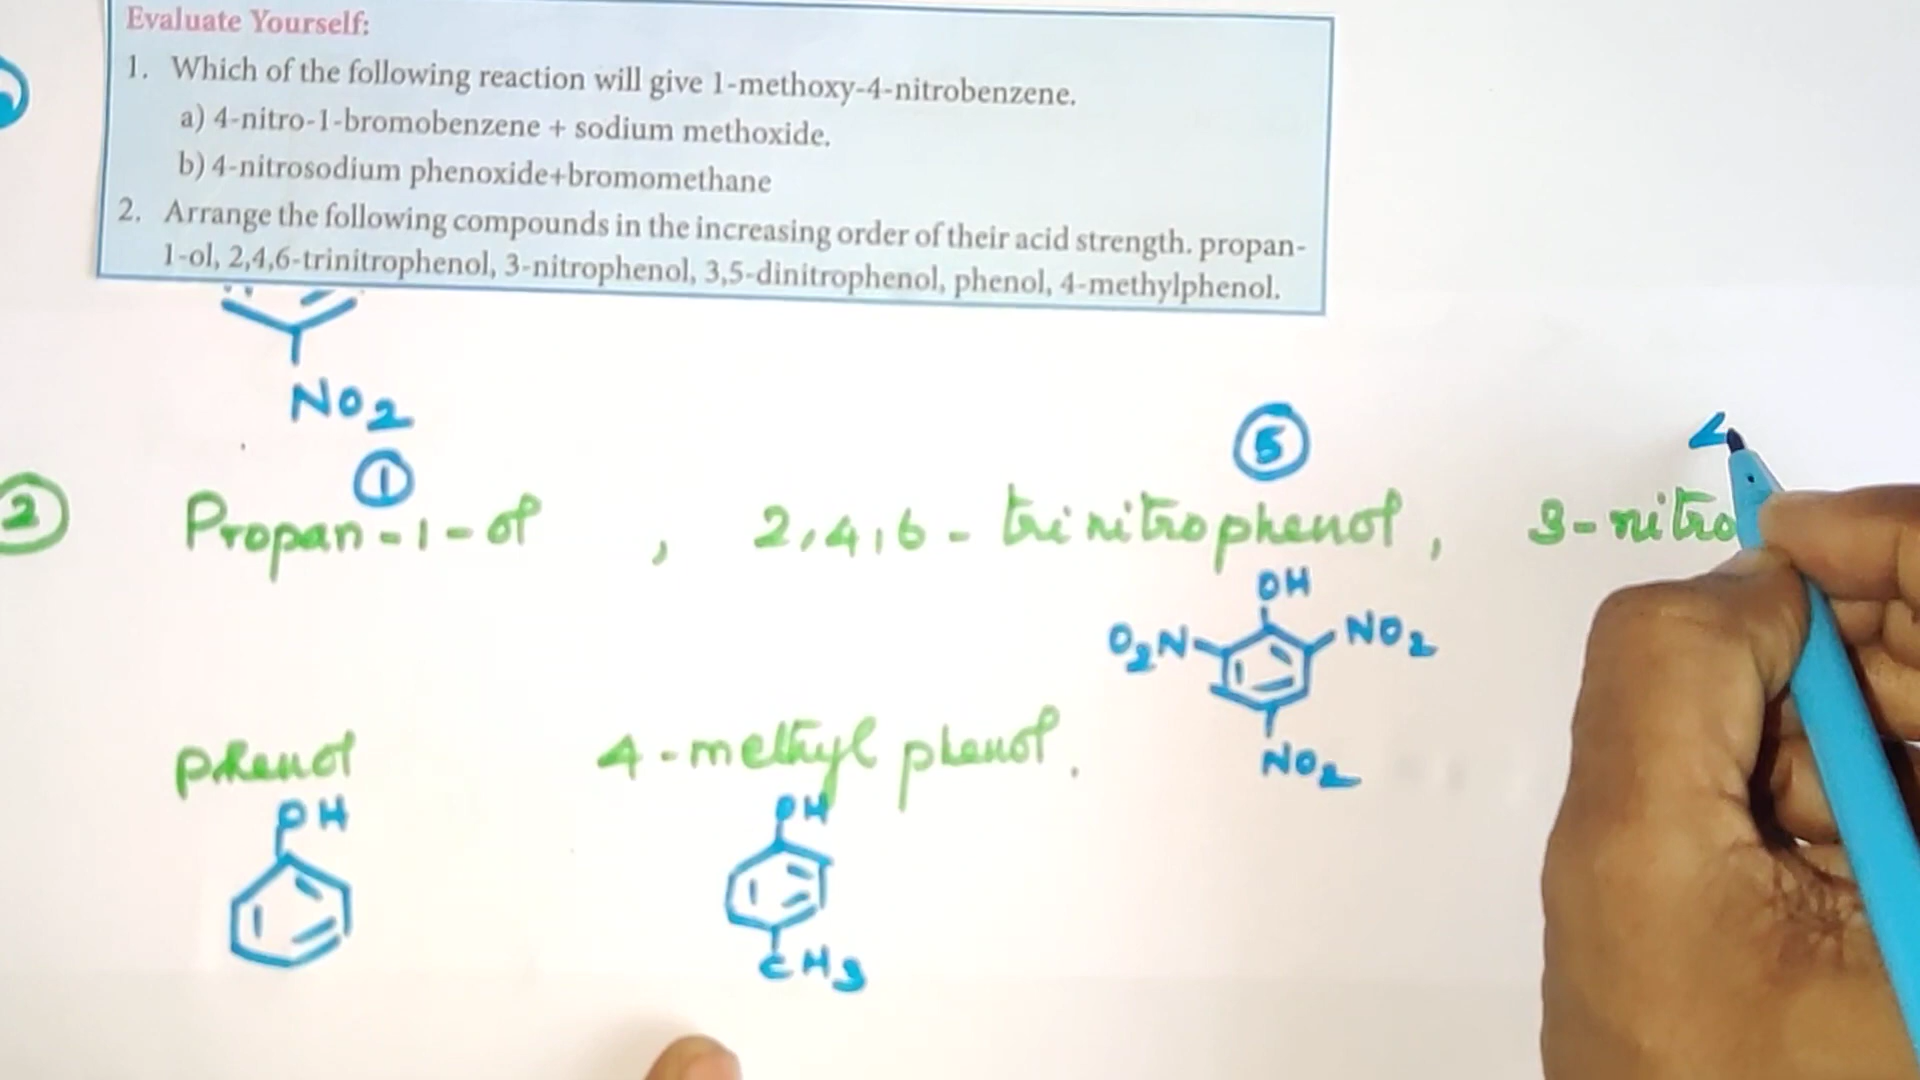 Evaluate Yourself:
1. Which of the following reaction will give 1-methoxy-4-nitrobenzene.
a) 4-nitro-1-bromobenzene + sodium methoxide.
b) 4-nitrosodium phenoxide+bromomethane
2. Arrange the following compounds in the increasing order of their acid strength. propan-
1-ol, 2,4,6-trinitrophenol, 3-nitrophenol, 3,5-dinitrophenol, phenol, 4-methylphenol.
NO2
1
5
2 Propan-1-ol , 2,4,6-trinitrophenol, 3-nitro
OH
O2N NO2
NO2
phenol 4-methyl phenol.
OH OH
CH3